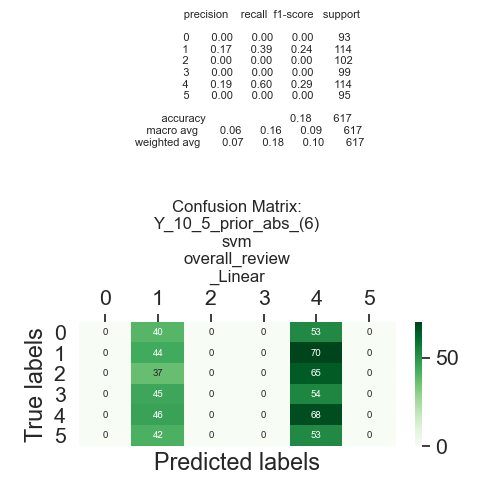 precision recall f1-score support
0 0.00 0.00 0.00 93
1 0.17 0.39 0.24 114
2 0.00 0.00 0.00 102
3 0.00 0.00 0.00 99
4 0.19 0.60 0.29 114
5 0.00 0.00 0.00 95
accuracy 0.18 617
macro avg 0.06 0.16 0.09 617
weighted avg 0.07 0.18 0.10 617
Confusion Matrix:
Y_10_5_prior_abs_(6)
svm
overall_review
_Linear
0 1 2 3 4 5
0 0 40 0 0 53 0
1 0 44 0 0 70 0
2 0 37 0 0 65 0
3 0 45 0 0 54 0
4 0 46 0 0 68 0
5 0 42 0 0 53 0
True labels
Predicted labels
50
0